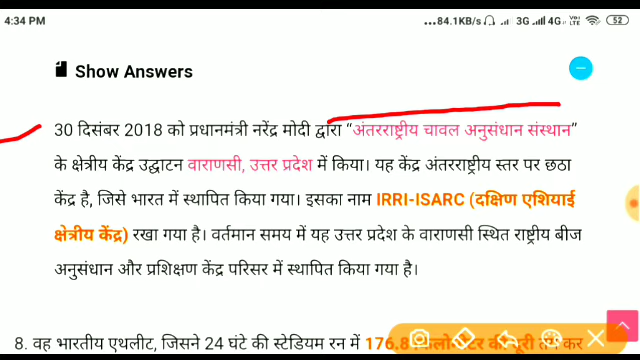 4:34 PM
...84.1KB/s 3G 4G VoLTE 52
Show Answers
30 दिसंबर 2018 को प्रधानमंत्री नरेंद्र मोदी द्वारा "अंतरराष्ट्रीय चावल अनुसंधान संस्थान"
के क्षेत्रीय केंद्र उद्घाटन वाराणसी, उत्तर प्रदेश में किया। यह केंद्र अंतरराष्ट्रीय स्तर पर छठा
केंद्र है, जिसे भारत में स्थापित किया गया। इसका नाम IRRI-ISARC (दक्षिण एशियाई
क्षेत्रीय केंद्र) रखा गया है। वर्तमान समय में यह उत्तर प्रदेश के वाराणसी स्थित राष्ट्रीय बीज
अनुसंधान और प्रशिक्षण केंद्र परिसर में स्थापित किया गया है।
8. वह भारतीय एथलीट, जिसने 24 घंटे की स्टेडियम रन में 176.8 की दूरी तय कर